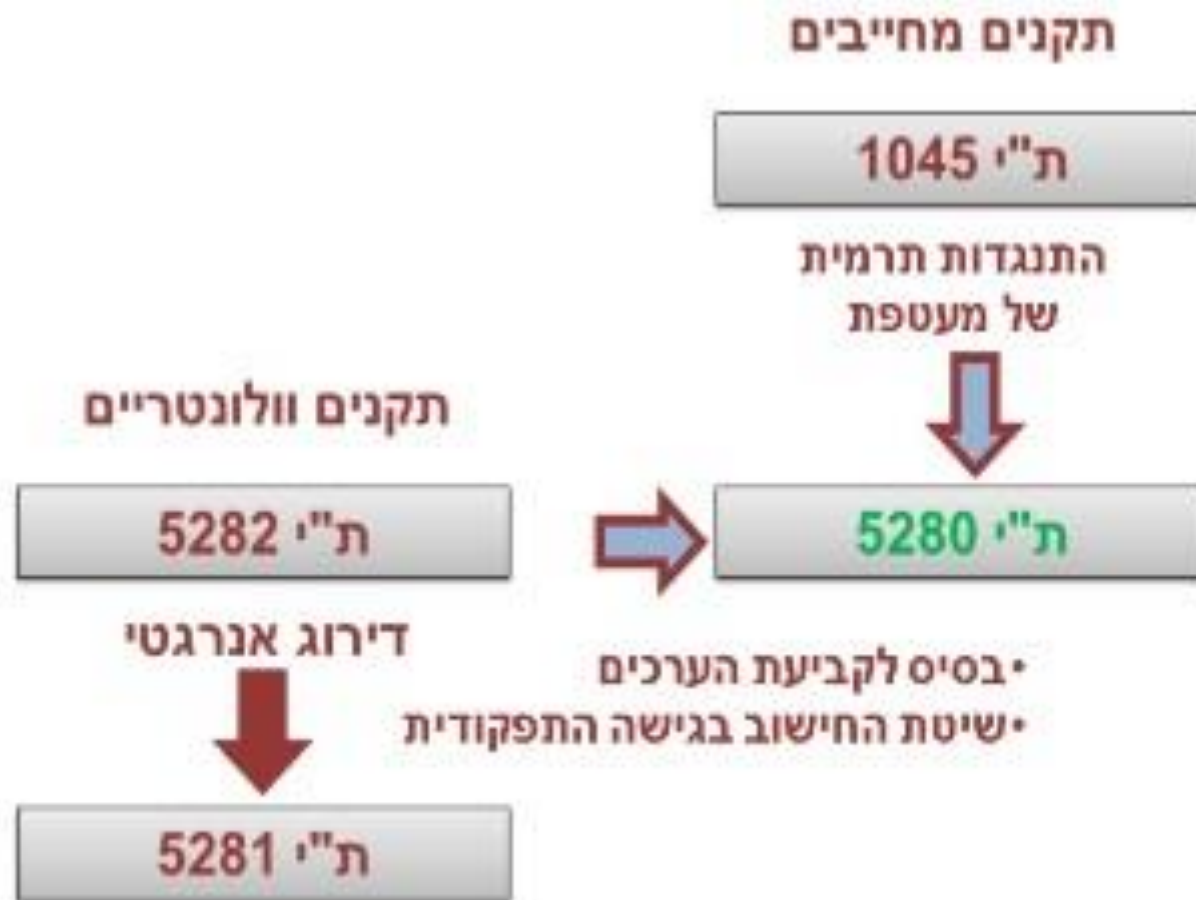 תקנים מחייבים
ת"י 1045
התנגדות תרמית
של מעטפת
תקנים וולונטריים
ת"י 5280
ת"י 5282
דירוג אנרגטי
•בסיס לקביעת הערכים
•שיטת החישוב בגישה התפקודית
ת"י 5281